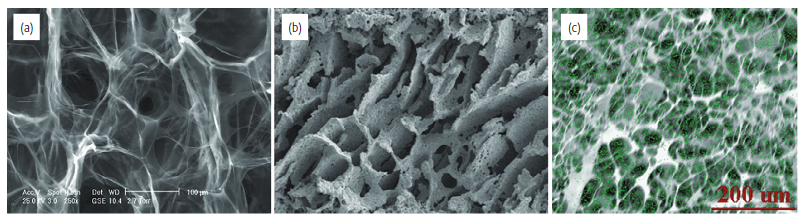 (a)
(b)
(c)
Acc.V Spot Magn Det WD 100 µm
25.0 kV 3.0 250x GSE 10.4 2.7 Torr
200 um